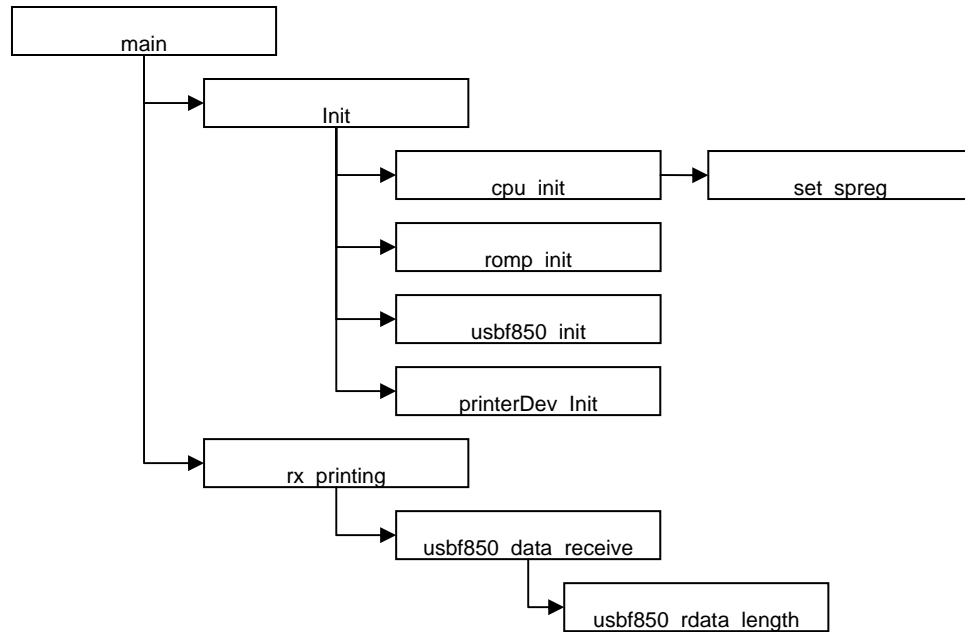 main
Init
cpu_init
set_spreg
romp_init
usbf850_init
printerDev_Init
rx_printing
usbf850_data_receive
usbf850_rdata_length